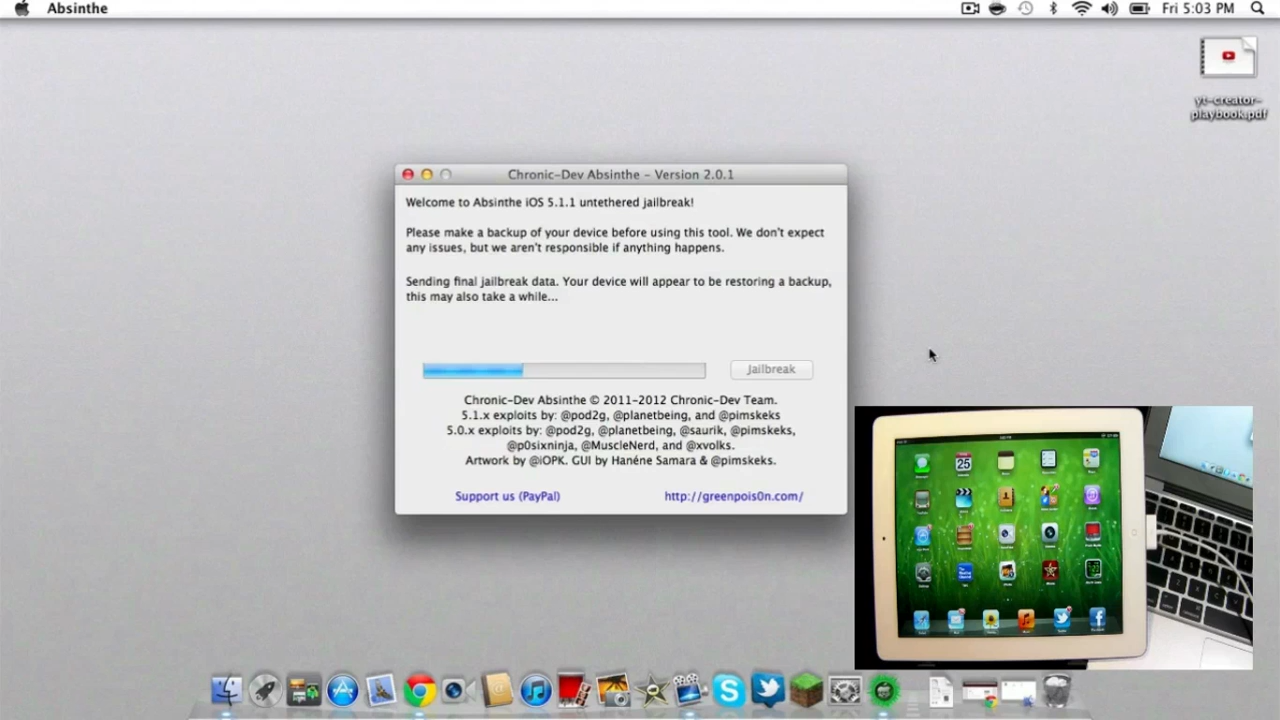 Absinthe
Fri 5:03 PM
yt-creator-
playbook.pdf
Chronic-Dev Absinthe - Version 2.0.1
Welcome to Absinthe iOS 5.1.1 untethered jailbreak!
Please make a backup of your device before using this tool. We don't expect
any issues, but we aren't responsible if anything happens.
Sending final jailbreak data. Your device will appear to be restoring a backup,
this may also take a while...
Jailbreak
Chronic-Dev Absinthe © 2011-2012 Chronic-Dev Team.
5.1.x exploits by: @pod2g, @planetbeing, and @pimskeks
5.0.x exploits by: @pod2g, @planetbeing, @saurik, @pimskeks,
@p0sixninja, @MuscleNerd, and @xvolks.
Artwork by @iOPK. GUI by Hanéne Samara & @pimskeks.
Support us (PayPal)
http://greenpois0n.com/
25